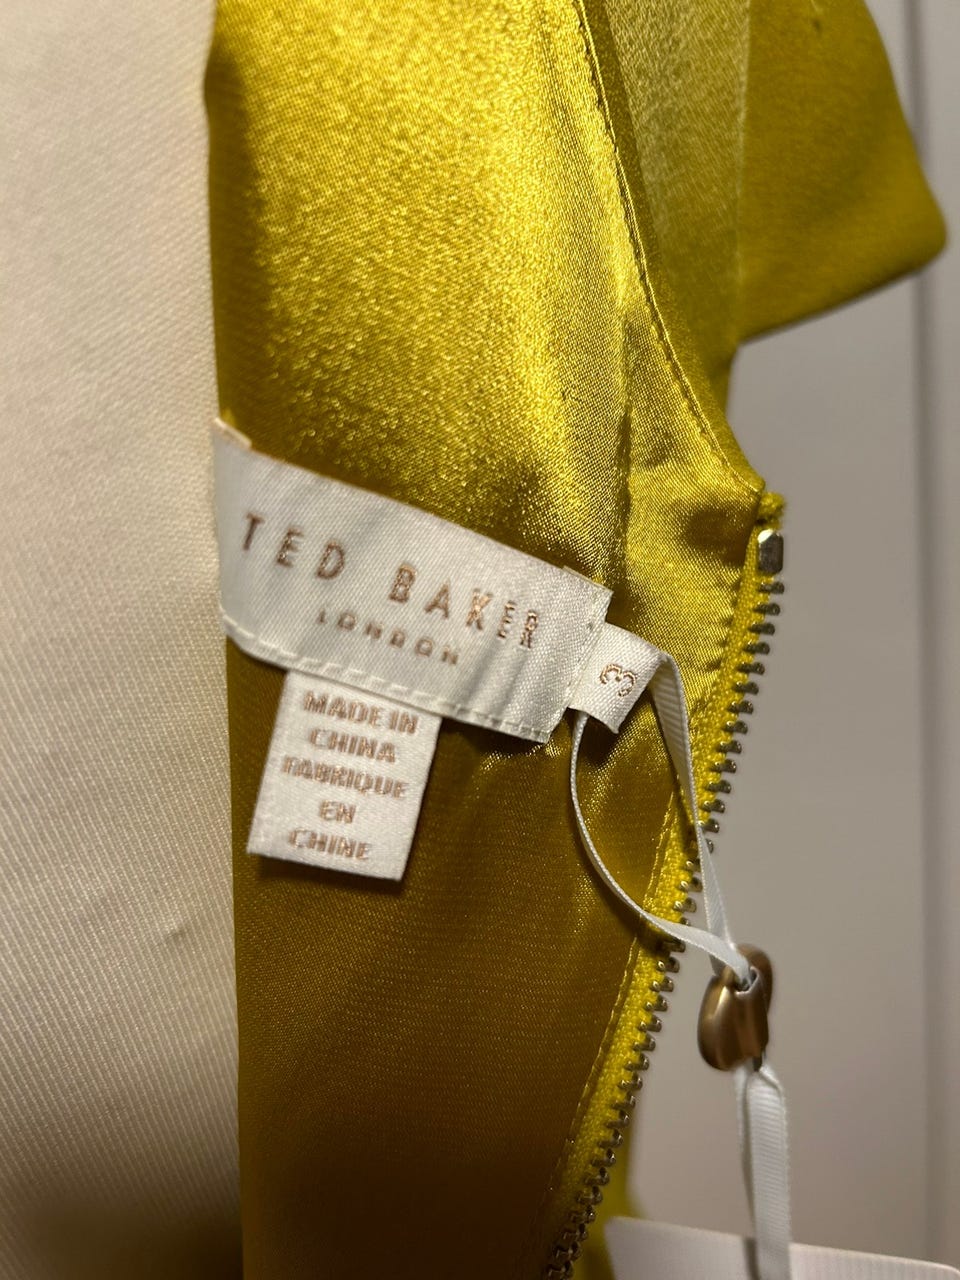 TED BAKER
LONDON
3
MADE IN
CHINA
FABRIQUE
EN
CHINE